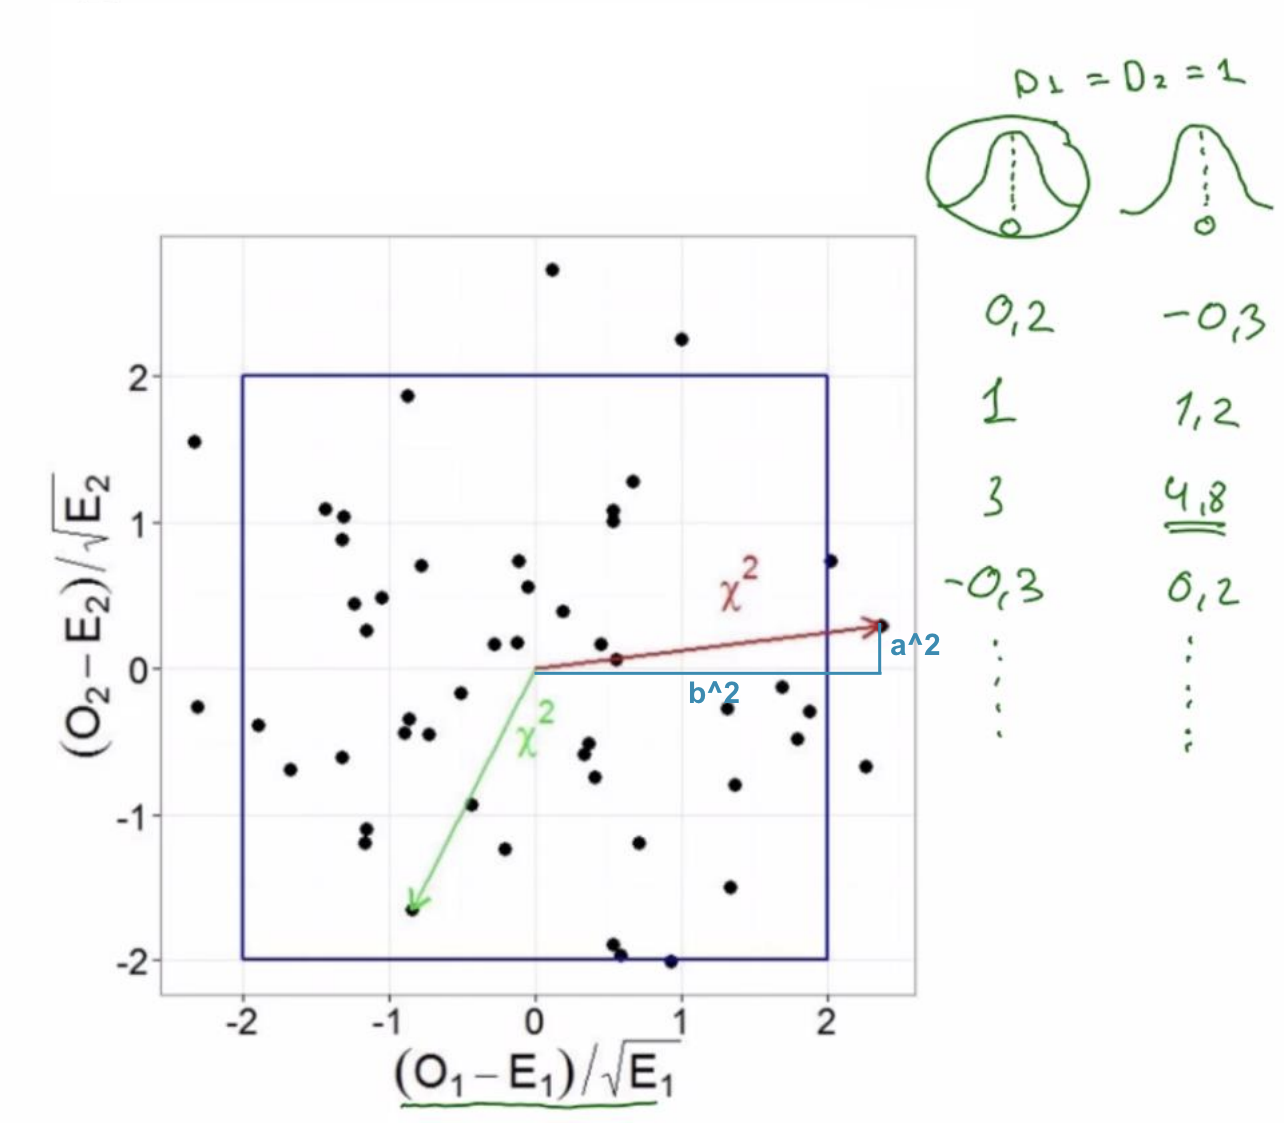 D1 = D2 = 1
0 0
0,2 -0,3
1 1,2
3 4,8
-0,3 0,2
(O₂−E₂)/√E₂
2
1
0
-1
-2
χ²
a^2
b^2
χ²
-2 -1 0 1 2
(O₁−E₁)/√E₁